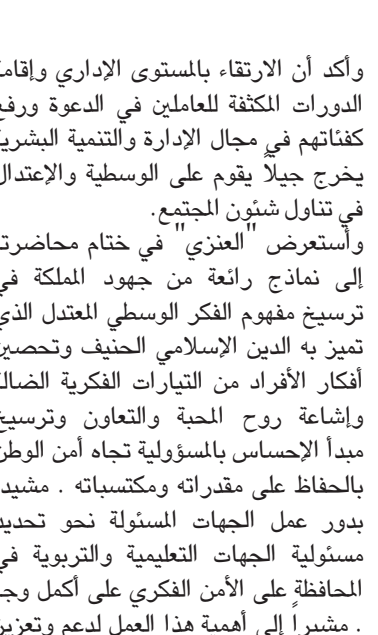 وأكد أن الارتقاء بالمستوى الإداري وإقامة
الدورات المكثفة للعاملين في الدعوة ورفع
كفئاتهم في مجال الإدارة والتنمية البشرية
يخرج جيلاً يقوم على الوسطية والإعتدال
في تناول شئون المجتمع.
وأستعرض "العنزي" في ختام محاضرته
إلى نماذج رائعة من جهود المملكة في
ترسيخ مفهوم الفكر الوسطي المعتدل الذي
تميز به الدين الإسلامي الحنيف وتحصين
أفكار الأفراد من التيارات الفكرية الضالة
وإشاعة روح المحبة والتعاون وترسيخ
مبدأ الإحساس بالمسؤولية تجاه أمن الوطن
بالحفاظ على مقدراته ومكتسباته . مشيداً
بدور عمل الجهات المسئولة نحو تحديد
مسئولية الجهات التعليمية والتربوية في
المحافظة على الأمن الفكري على أكمل وجه
. مشيراً إلى أهمية هذا العمل لدعم وتعزيز